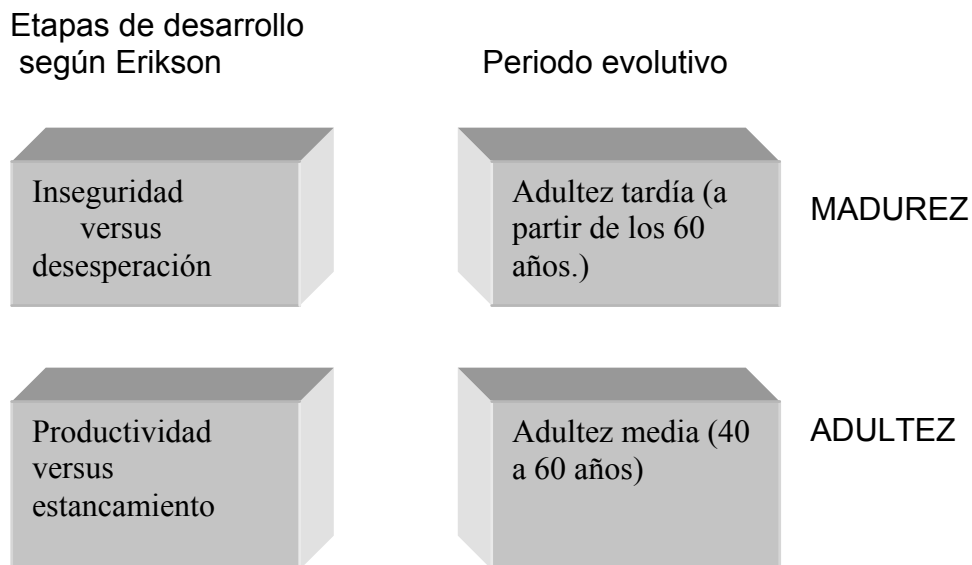 Etapas de desarrollo
según Erikson
Periodo evolutivo
Inseguridad
versus
desesperación
Adultez tardía (a
partir de los 60
años.)
MADUREZ
Productividad
versus
estancamiento
Adultez media (40
a 60 años)
ADULTEZ